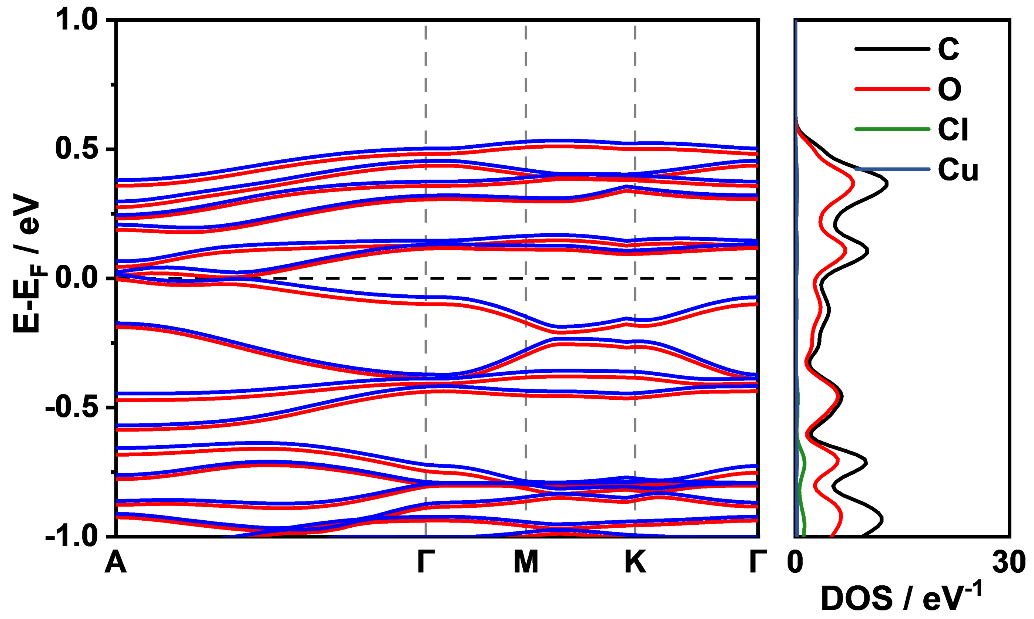 E-E_F / eV
1.0
0.5
0.0
-0.5
-1.0
A Γ M K Γ
C
O
Cl
Cu
0 30
DOS / eV⁻¹